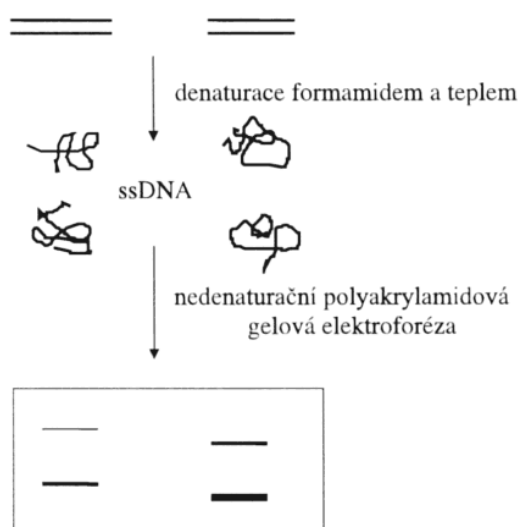 denaturace formamidem a teplem
ssDNA
nedenaturační polyakrylamidová
gelová elektroforéza